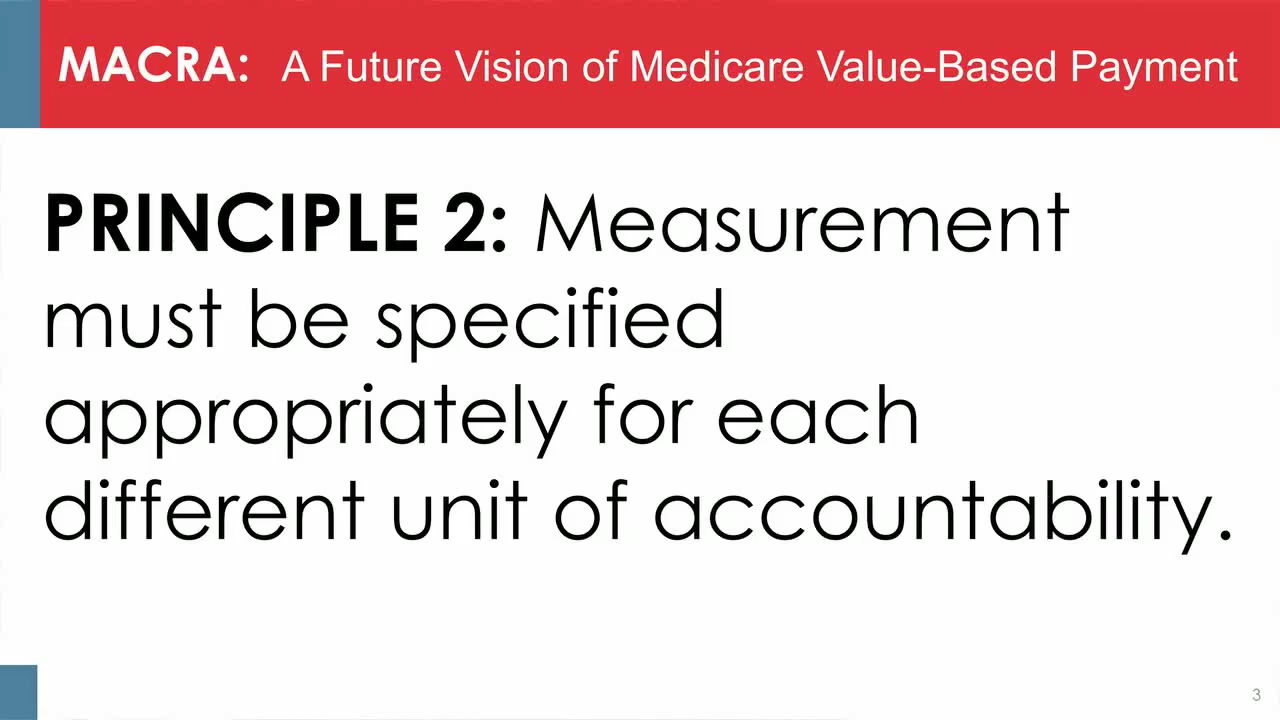 MACRA: A Future Vision of Medicare Value-Based Payment
PRINCIPLE 2: Measurement
must be specified
appropriately for each
different unit of accountability.
3